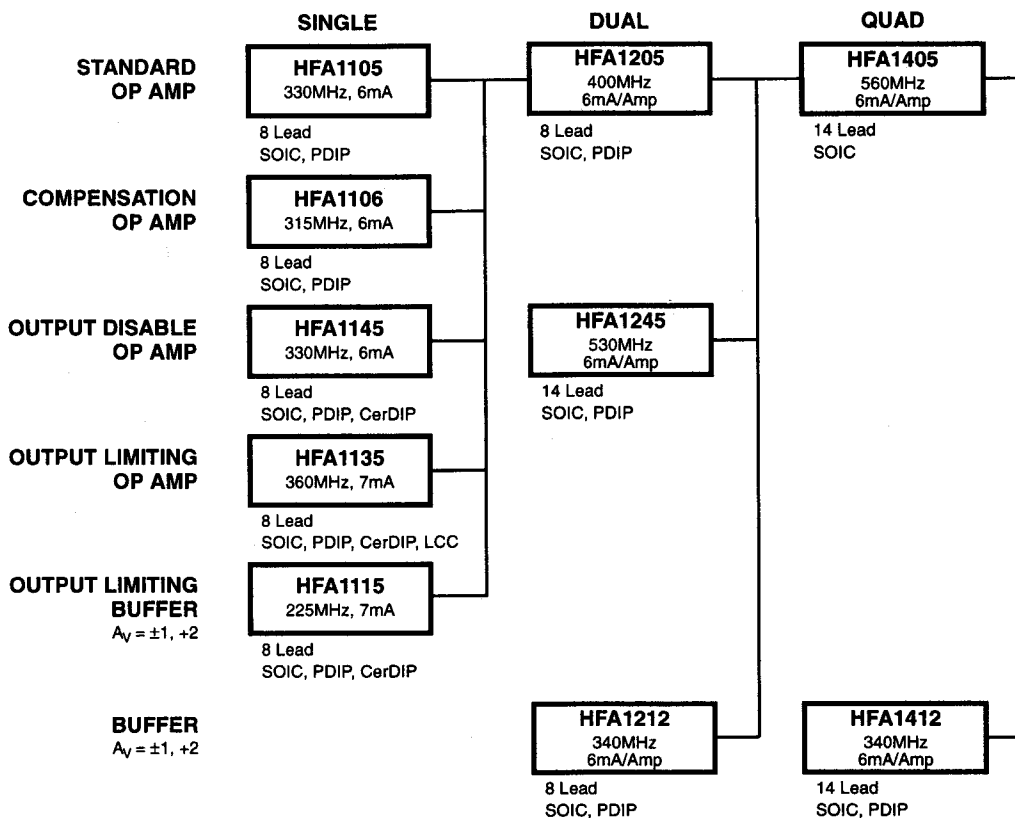 SINGLE
DUAL
QUAD
STANDARD
OP AMP
HFA1105
330MHz, 6mA
8 Lead
SOIC, PDIP
HFA1205
400MHz
6mA/Amp
8 Lead
SOIC, PDIP
HFA1405
560MHz
6mA/Amp
14 Lead
SOIC
COMPENSATION
OP AMP
HFA1106
315MHz, 6mA
8 Lead
SOIC, PDIP
OUTPUT DISABLE
OP AMP
HFA1145
330MHz, 6mA
8 Lead
SOIC, PDIP, CerDIP
HFA1245
530MHz
6mA/Amp
14 Lead
SOIC, PDIP
OUTPUT LIMITING
OP AMP
HFA1135
360MHz, 7mA
8 Lead
SOIC, PDIP, CerDIP, LCC
OUTPUT LIMITING
BUFFER
AV = ±1, +2
HFA1115
225MHz, 7mA
8 Lead
SOIC, PDIP, CerDIP
BUFFER
AV = ±1, +2
HFA1212
340MHz
6mA/Amp
8 Lead
SOIC, PDIP
HFA1412
340MHz
6mA/Amp
14 Lead
SOIC, PDIP